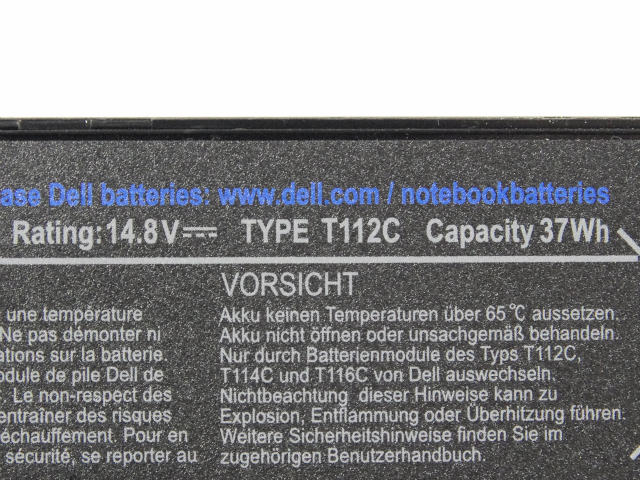 ase Dell batteries: www.dell.com / notebookbatteries
Rating: 14.8V TYPE T112C Capacity 37Wh
une température
Ne pas démonter ni
ations sur la batterie.
odule de pile Dell de
. Le non-respect des
entraîner des risques
échauffement. Pour en
sécurité, se reporter au
VORSICHT
Akku keinen Temperaturen über 65°C aussetzen.
Akku nicht öffnen oder unsachgemäß behandeln.
Nur durch Batterienmodule des Typs T112C,
T114C und T116C von Dell auswechseln.
Nichtbeachtung dieser Hinweise kann zu
Explosion, Entflammung oder Überhitzung führen.
Weitere Sicherheitshinweise finden Sie im
zugehörigen Benutzerhandbuch.